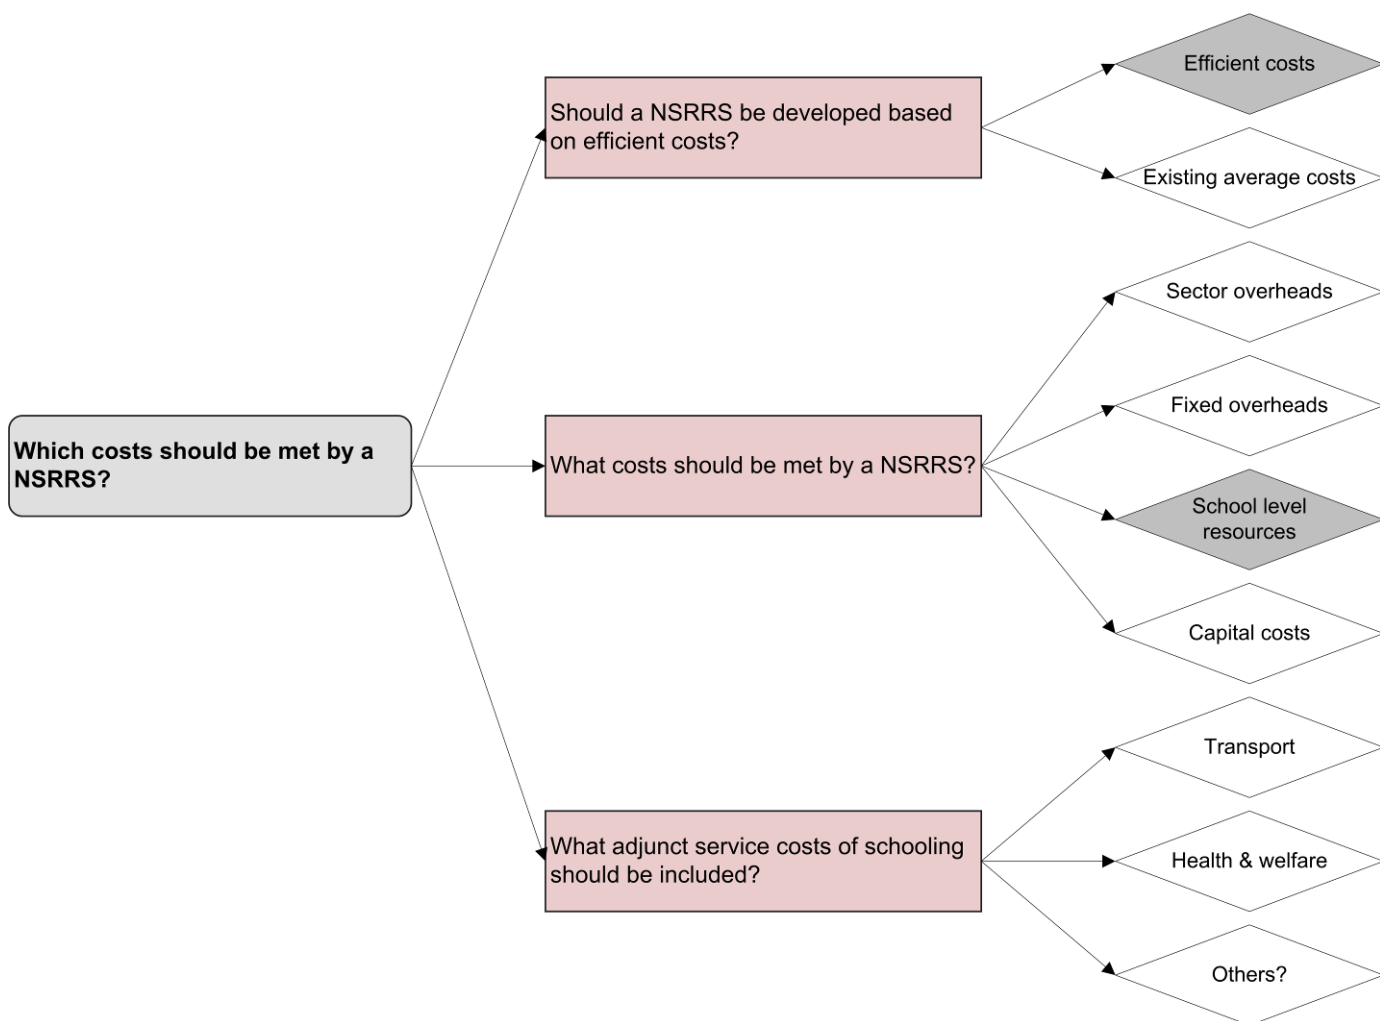 Which costs should be met by a
NSRRS?
Should a NSRRS be developed based
on efficient costs?
Efficient costs
Existing average costs
What costs should be met by a NSRRS?
Sector overheads
Fixed overheads
School level
resources
Capital costs
What adjunct service costs of schooling
should be included?
Transport
Health & welfare
Others?